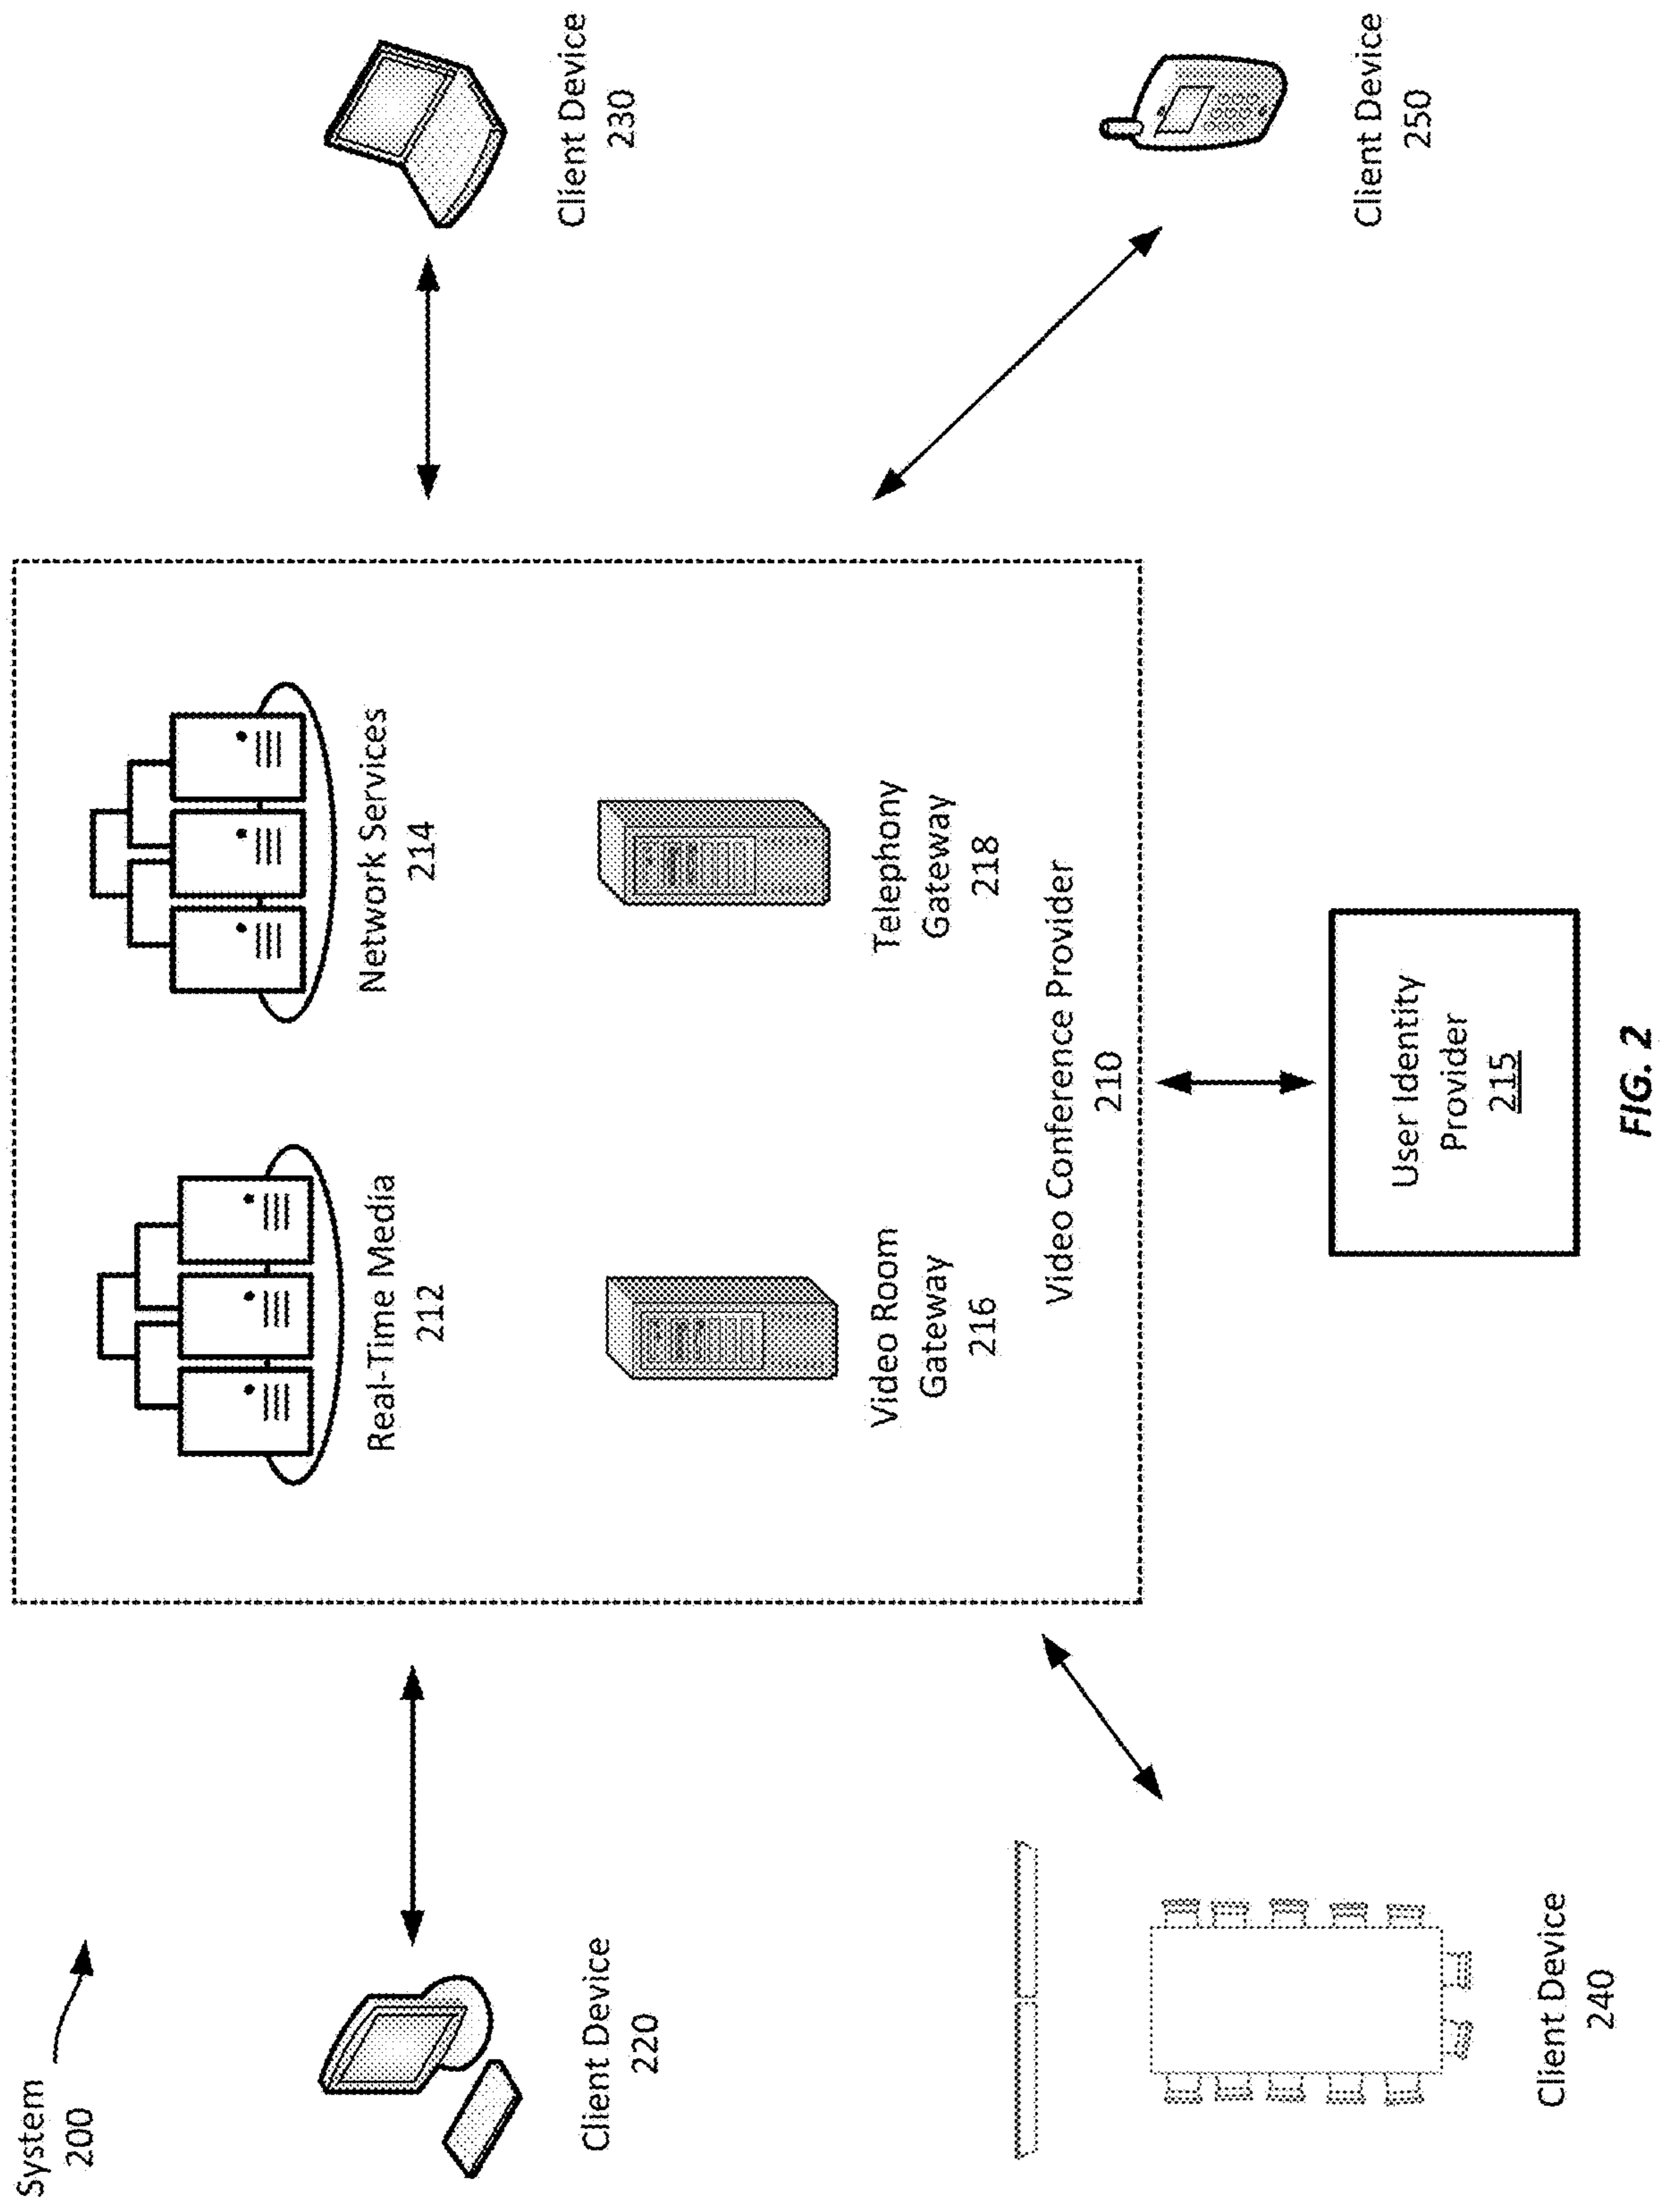 System
200
Client Device
220
Client Device
230
Real-Time Media
212
Network Services
214
Video Room
Gateway
216
Telephony
Gateway
218
Video Conference Provider
210
Client Device
240
Client Device
250
User Identity
Provider
215
FIG. 2